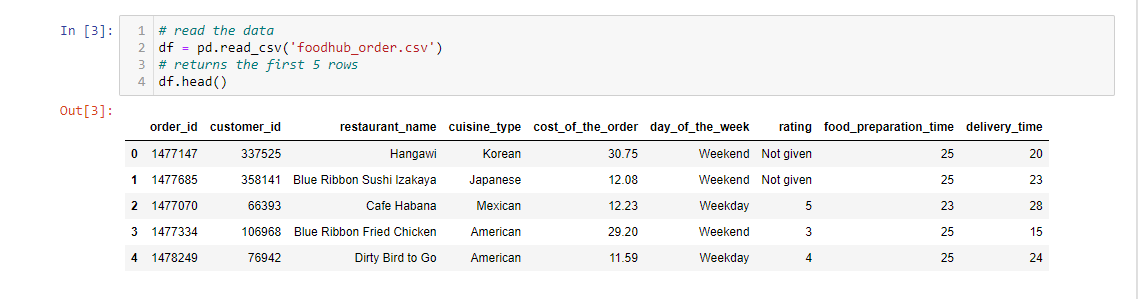 In [3]:
1 # read the data
2 df = pd.read_csv('foodhub_order.csv')
3 # returns the first 5 rows
4 df.head()
Out[3]:
order_id customer_id restaurant_name cuisine_type cost_of_the_order day_of_the_week rating food_preparation_time delivery_time
0 1477147 337525 Hangawi Korean 30.75 Weekend Not given 25 20
1 1477685 358141 Blue Ribbon Sushi Izakaya Japanese 12.08 Weekend Not given 25 23
2 1477070 66393 Cafe Habana Mexican 12.23 Weekday 5 23 28
3 1477334 106968 Blue Ribbon Fried Chicken American 29.20 Weekend 3 25 15
4 1478249 76942 Dirty Bird to Go American 11.59 Weekday 4 25 24